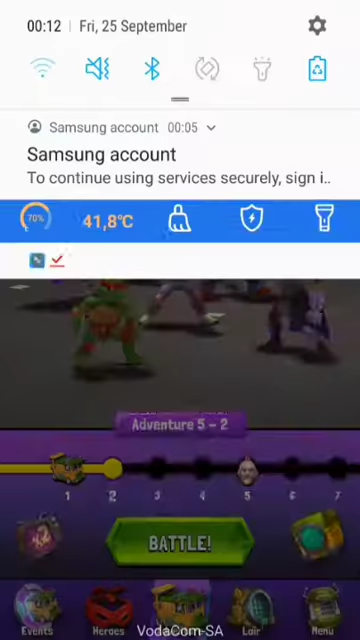 00:12 | Fri, 25 September
Samsung account 00:05
Samsung account
To continue using services securely, sign i..
70%
41,8°C
Adventure 5 - 2
1 2 3 4 5 6 7
BATTLE!
Events Heroes Lair Menu
VodaCom-SA